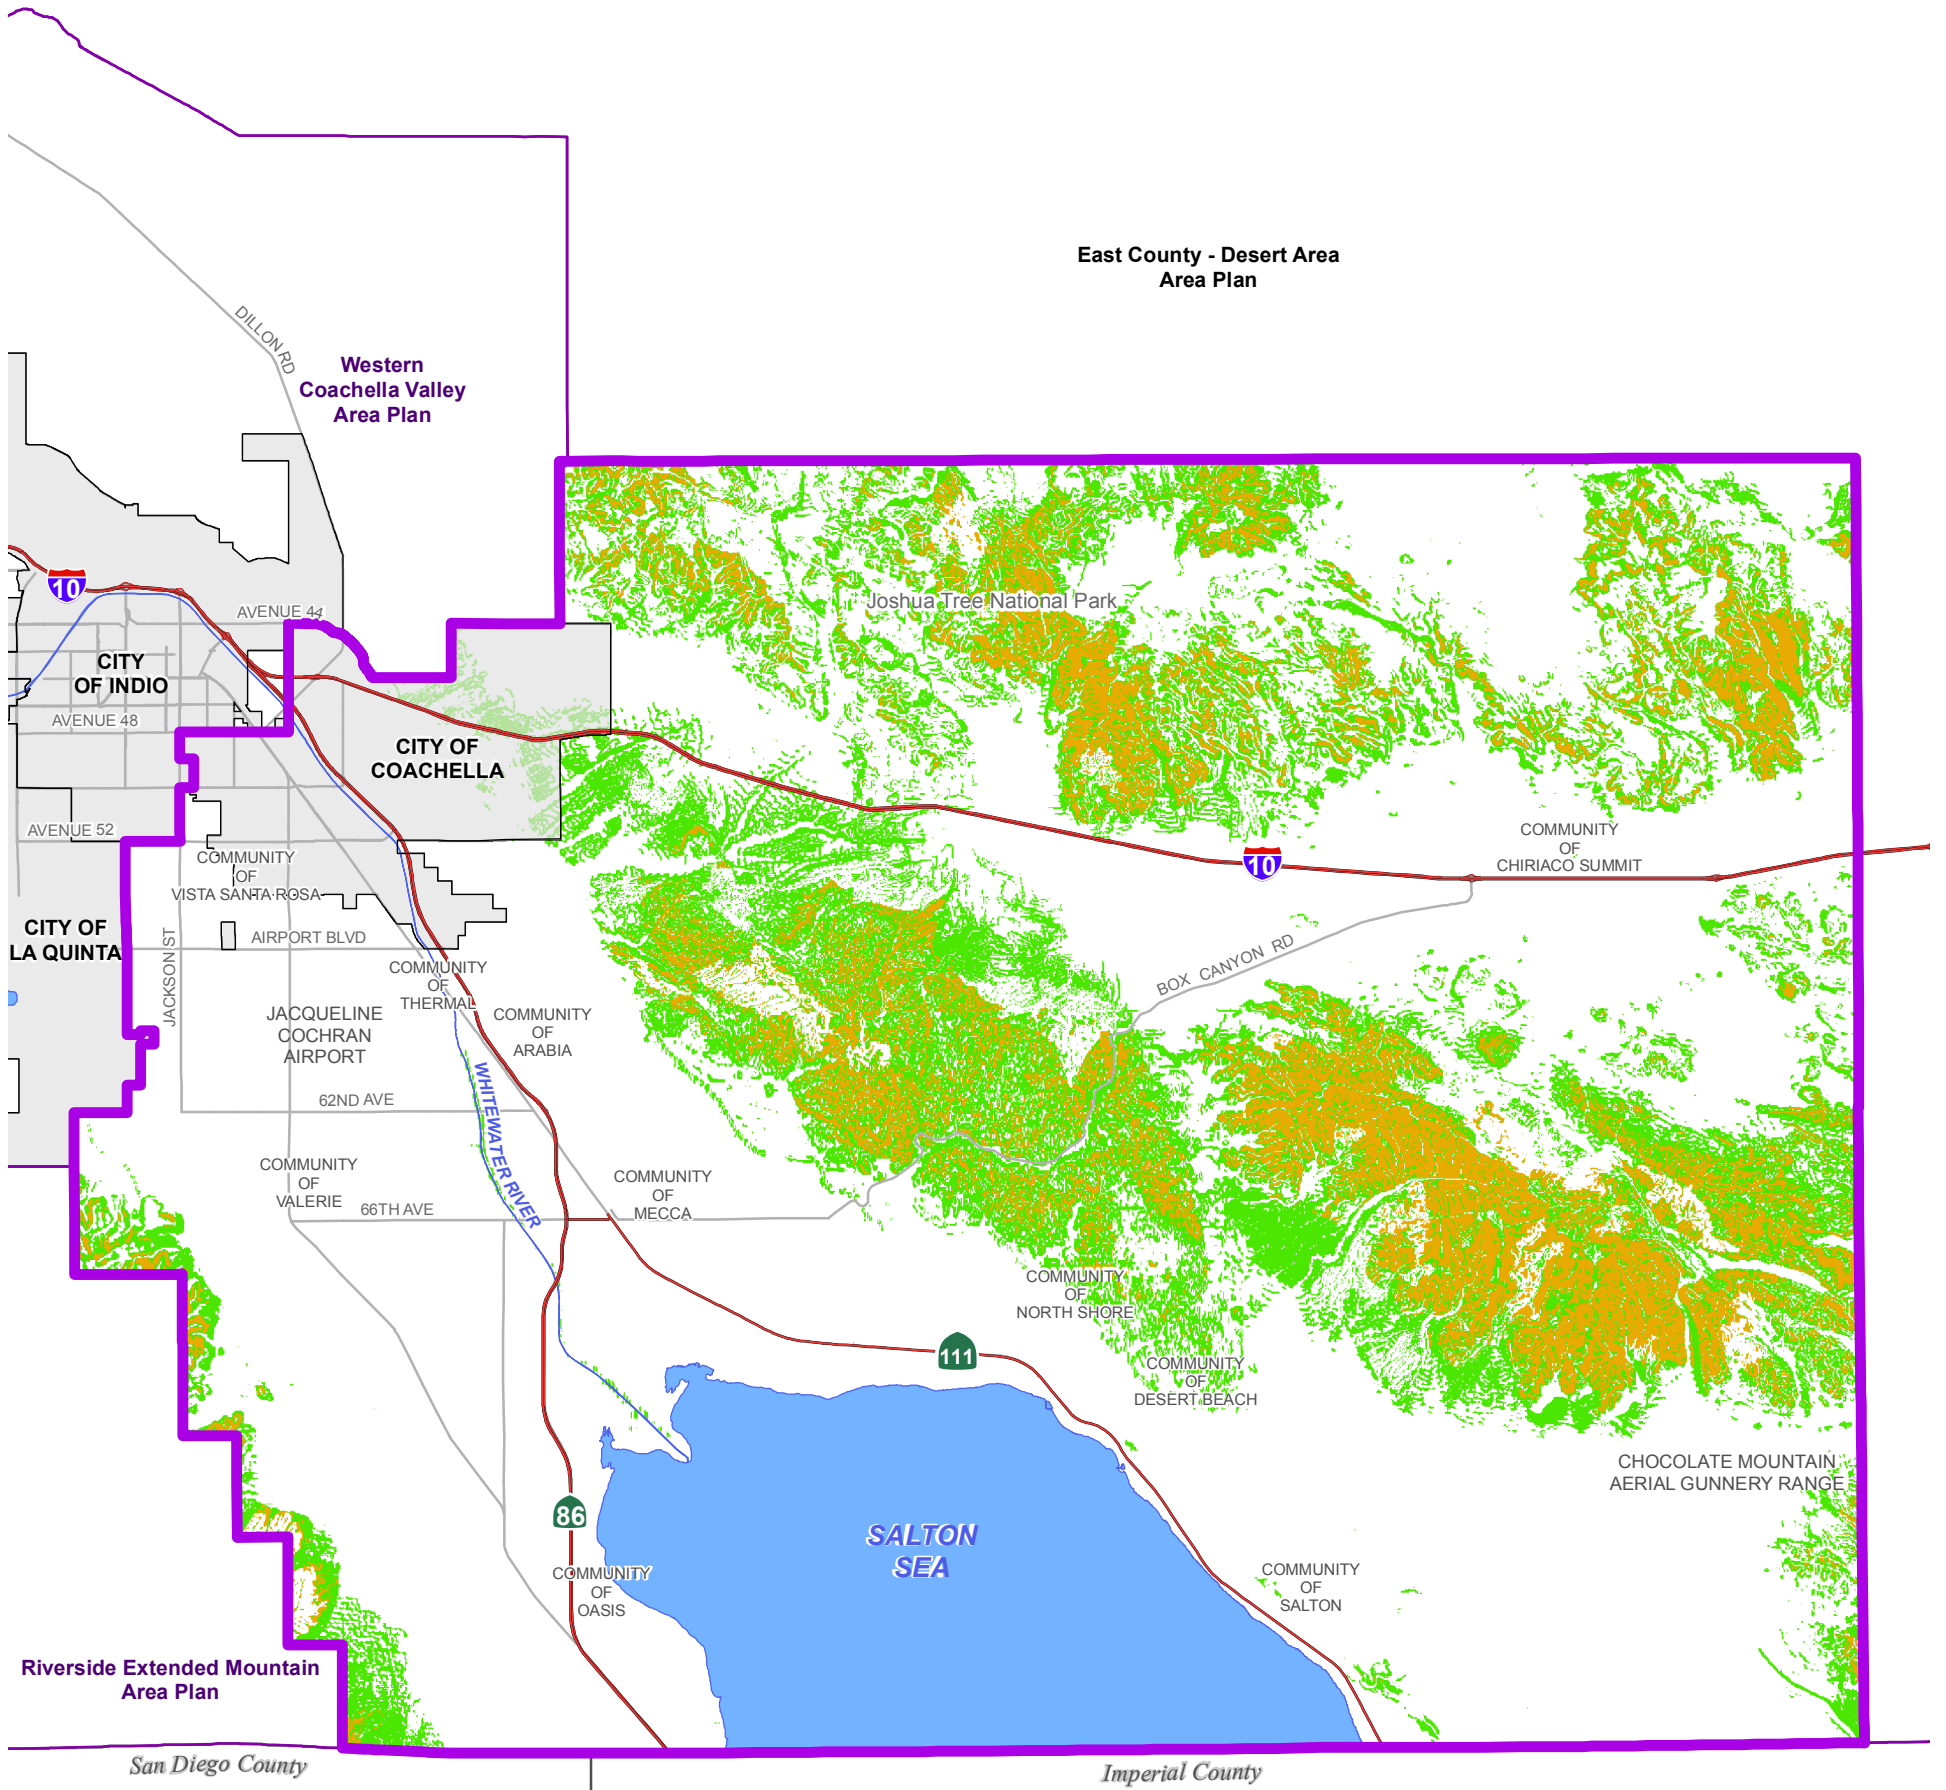 East County - Desert Area
Area Plan
DILLON RD
Western
Coachella Valley
Area Plan
10
AVENUE 44
Joshua Tree National Park
CITY
OF INDIO
AVENUE 48
CITY OF
COACHELLA
AVENUE 52
COMMUNITY
OF
VISTA SANTA ROSA
COMMUNITY
OF
CHIRIACO SUMMIT
10
CITY OF
LA QUINTA
JACKSON ST
AIRPORT BLVD
BOX CANYON RD
COMMUNITY
OF
THERMAL
JACQUELINE
COCHRAN
AIRPORT
COMMUNITY
OF
ARABIA
WHITEWATER RIVER
62ND AVE
COMMUNITY
OF
VALERIE
66TH AVE
COMMUNITY
OF
MECCA
COMMUNITY
OF
NORTH SHORE
111
COMMUNITY
OF
DESERT BEACH
CHOCOLATE MOUNTAIN
AERIAL GUNNERY RANGE
86
SALTON
SEA
COMMUNITY
OF
OASIS
COMMUNITY
OF
SALTON
Riverside Extended Mountain
Area Plan
San Diego County
Imperial County